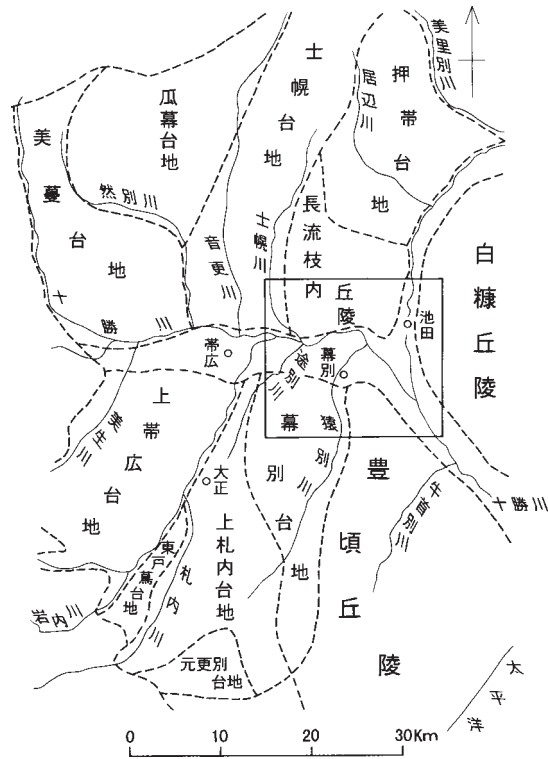 美里別川
士幌台地
押帯台地
居辺川
瓜幕台地
美蔓台地
然別川
音更川
士幌川
長流枝内丘陵
白糠丘陵
池田
十勝川
帯広
途別川
幕別
上帯広台地
美生川
大正
幕別台地
猿別川
豊頃丘陵
牛首別川
十勝川
上札内台地
東戸蔦台地
札内川
岩内川
元更別
台地
太平洋
0 10 20 30Km